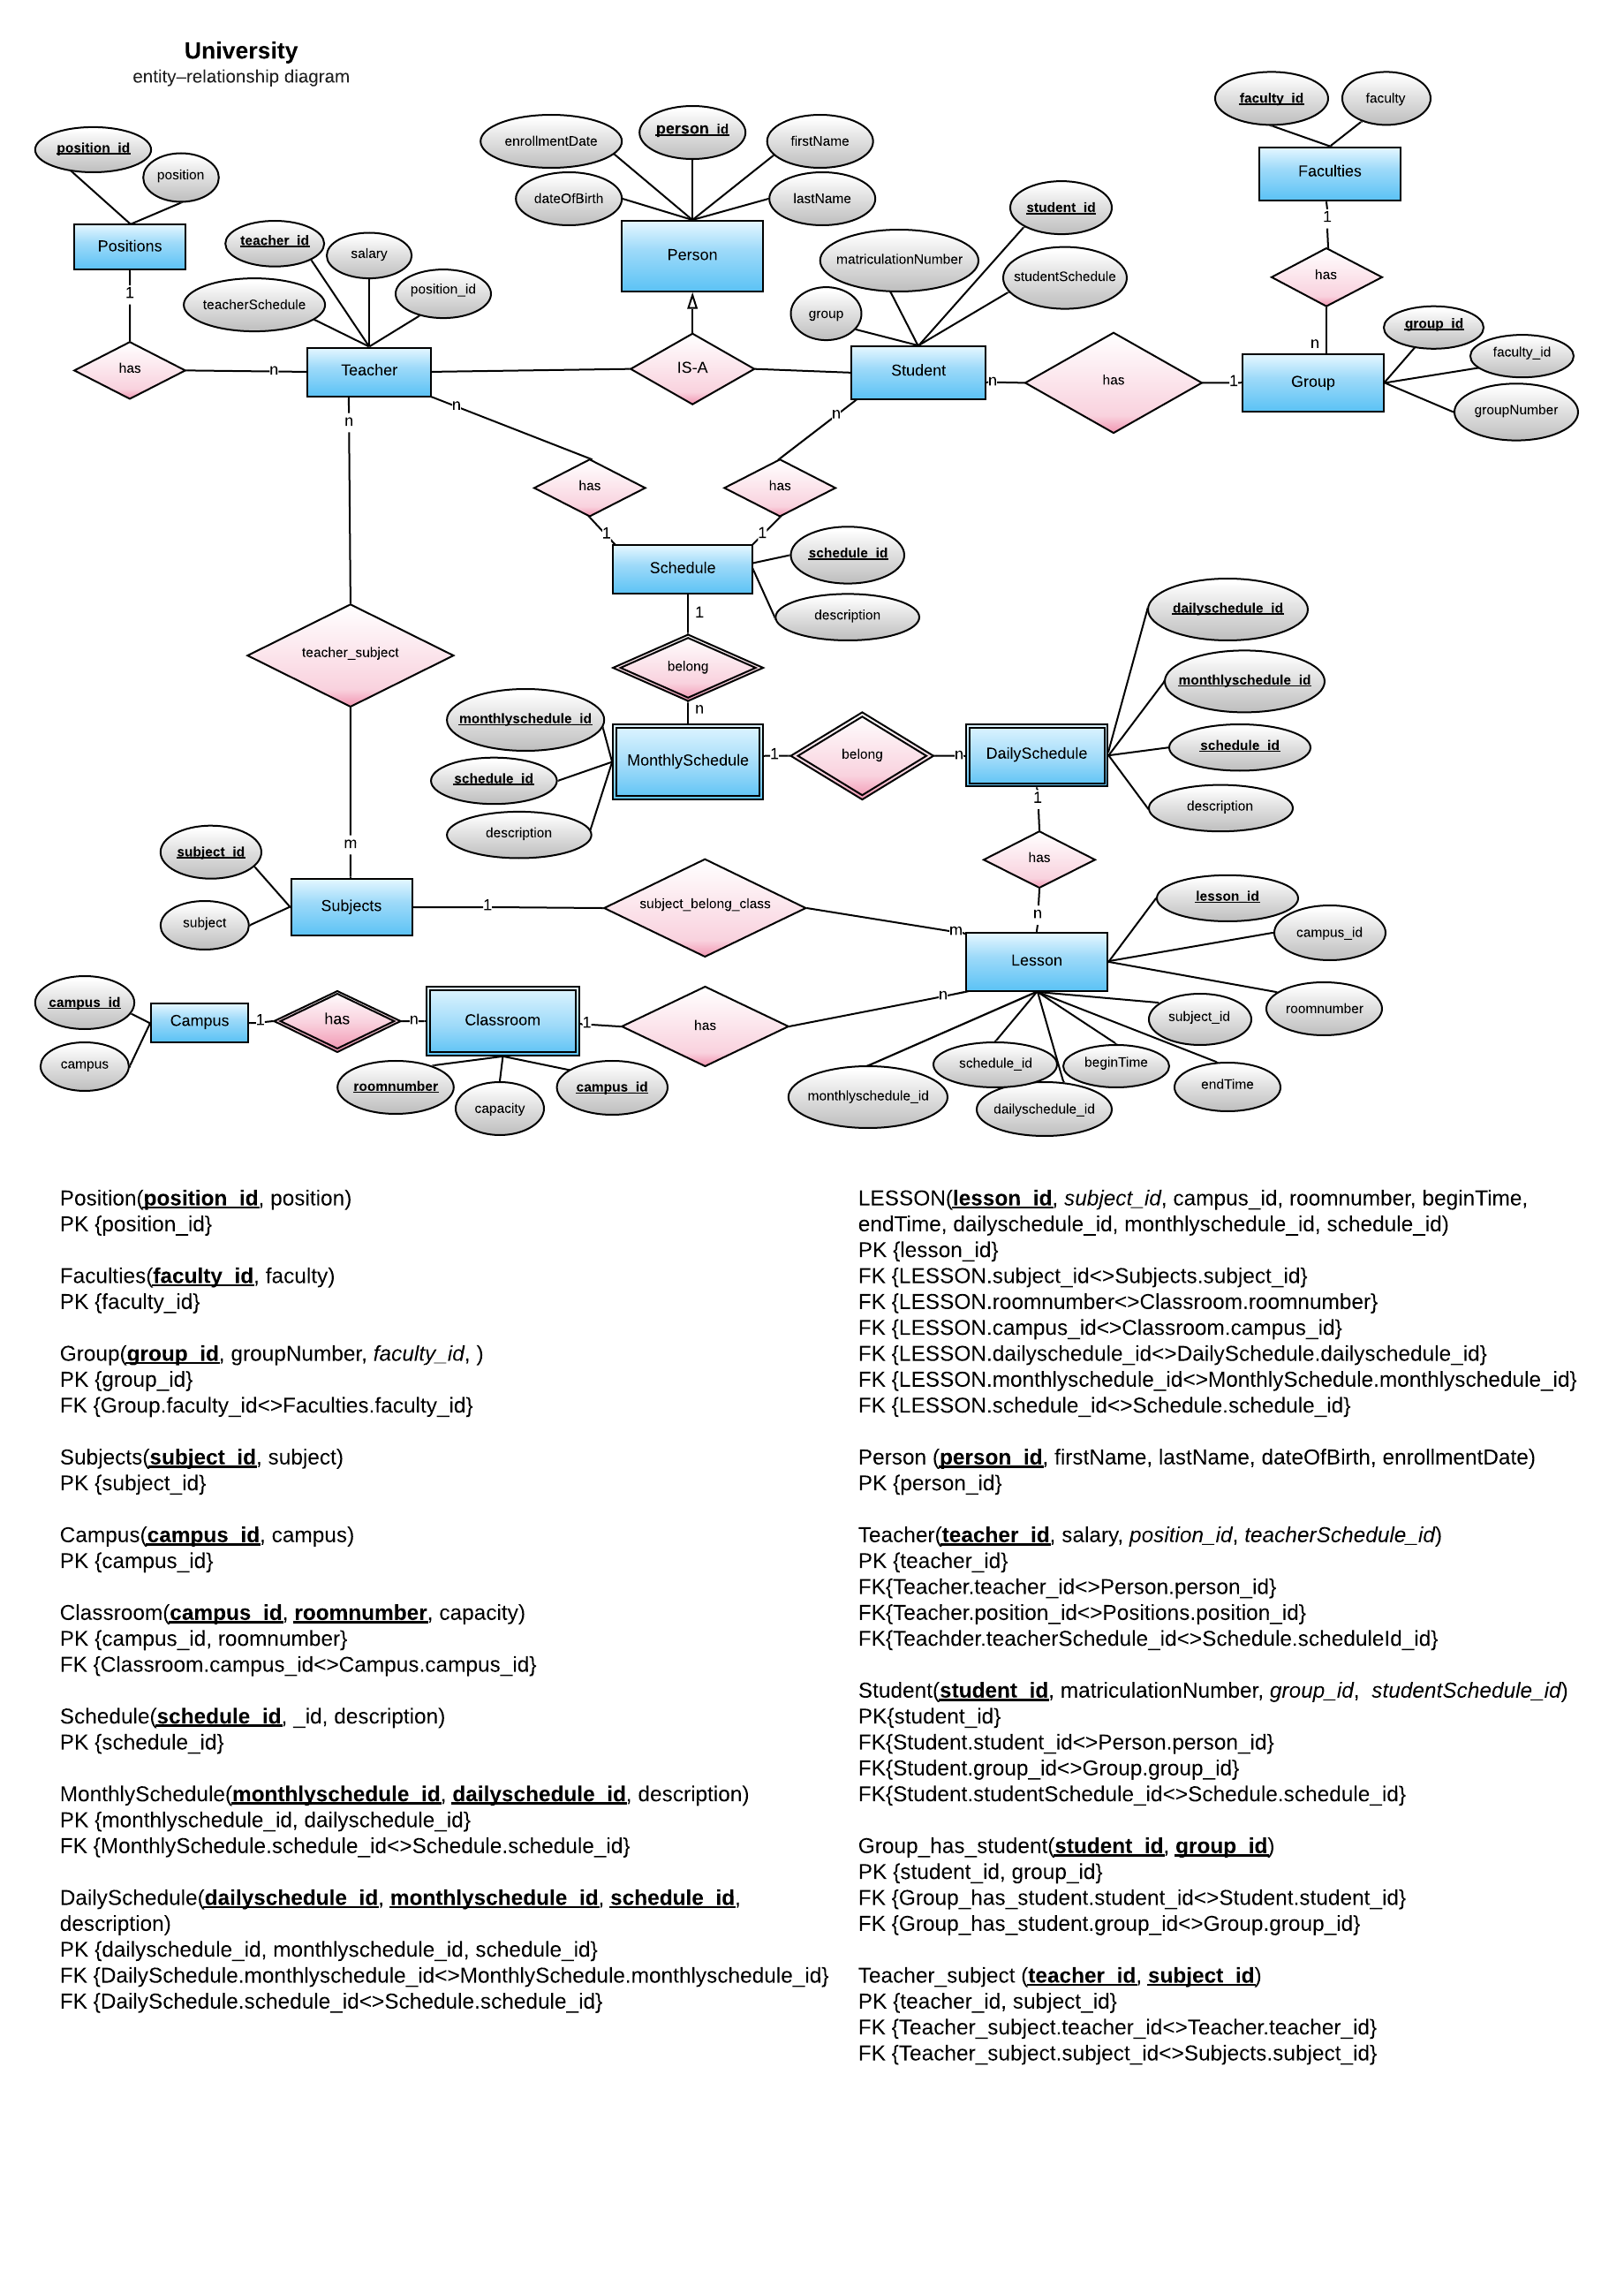 University
entity–relationship diagram
faculty_id
faculty
Faculties
1
has
n
position_id
position
Positions
1
has
n
enrollmentDate
person_id
firstName
dateOfBirth
lastName
Person
teacher_id
salary
teacherSchedule
position_id
Teacher
IS-A
student_id
matriculationNumber
studentSchedule
group
Student
n
has
1
group_id
faculty_id
groupNumber
Group
n
n
n
has
has
1
1
Schedule
schedule_id
description
1
belong
n
teacher_subject
m
monthlyschedule_id
schedule_id
description
MonthlySchedule
1
belong
n
DailySchedule
dailyschedule_id
monthlyschedule_id
schedule_id
description
1
has
n
subject_id
subject
Subjects
1
subject_belong_class
m
Lesson
lesson_id
campus_id
roomnumber
subject_id
beginTime
endTime
schedule_id
dailyschedule_id
monthlyschedule_id
campus_id
campus
Campus
1
has
n
Classroom
1
has
n
roomnumber
capacity
campus_id
Position(position_id, position)
PK {position_id}
Faculties(faculty_id, faculty)
PK {faculty_id}
Group(group_id, groupNumber, faculty_id, )
PK {group_id}
FK {Group.faculty_id<>Faculties.faculty_id}
Subjects(subject_id, subject)
PK {subject_id}
Campus(campus_id, campus)
PK {campus_id}
Classroom(campus_id, roomnumber, capacity)
PK {campus_id, roomnumber}
FK {Classroom.campus_id<>Campus.campus_id}
Schedule(schedule_id, _id, description)
PK {schedule_id}
MonthlySchedule(monthlyschedule_id, dailyschedule_id, description)
PK {monthlyschedule_id, dailyschedule_id}
FK {MonthlySchedule.schedule_id<>Schedule.schedule_id}
DailySchedule(dailyschedule_id, monthlyschedule_id, schedule_id,
description)
PK {dailyschedule_id, monthlyschedule_id, schedule_id}
FK {DailySchedule.monthlyschedule_id<>MonthlySchedule.monthlyschedule_id}
FK {DailySchedule.schedule_id<>Schedule.schedule_id}
LESSON(lesson_id, subject_id, campus_id, roomnumber, beginTime,
endTime, dailyschedule_id, monthlyschedule_id, schedule_id)
PK {lesson_id}
FK {LESSON.subject_id<>Subjects.subject_id}
FK {LESSON.roomnumber<>Classroom.roomnumber}
FK {LESSON.campus_id<>Classroom.campus_id}
FK {LESSON.dailyschedule_id<>DailySchedule.dailyschedule_id}
FK {LESSON.monthlyschedule_id<>MonthlySchedule.monthlyschedule_id}
FK {LESSON.schedule_id<>Schedule.schedule_id}
Person (person_id, firstName, lastName, dateOfBirth, enrollmentDate)
PK {person_id}
Teacher(teacher_id, salary, position_id, teacherSchedule_id)
PK {teacher_id}
FK{Teacher.teacher_id<>Person.person_id}
FK{Teacher.position_id<>Positions.position_id}
FK{Teachder.teacherSchedule_id<>Schedule.scheduleId_id}
Student(student_id, matriculationNumber, group_id,  studentSchedule_id)
PK{student_id}
FK{Student.student_id<>Person.person_id}
FK{Student.group_id<>Group.group_id}
FK{Student.studentSchedule_id<>Schedule.schedule_id}
Group_has_student(student_id, group_id)
PK {student_id, group_id}
FK {Group_has_student.student_id<>Student.student_id}
FK {Group_has_student.group_id<>Group.group_id}
Teacher_subject (teacher_id, subject_id)
PK {teacher_id, subject_id}
FK {Teacher_subject.teacher_id<>Teacher.teacher_id}
FK {Teacher_subject.subject_id<>Subjects.subject_id}